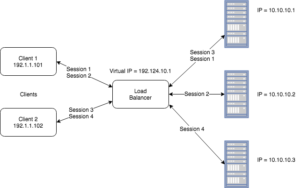 IP = 10.10.10.1
Client 1
192.1.1.101
Session 1
Session 2
Session 3
Session 1
Virtual IP = 192.124.10.1
Clients
Load
Balancer
Session 2
IP = 10.10.10.2
Session 3
Session 4
Client 2
192.1.1.102
Session 4
IP = 10.10.10.3